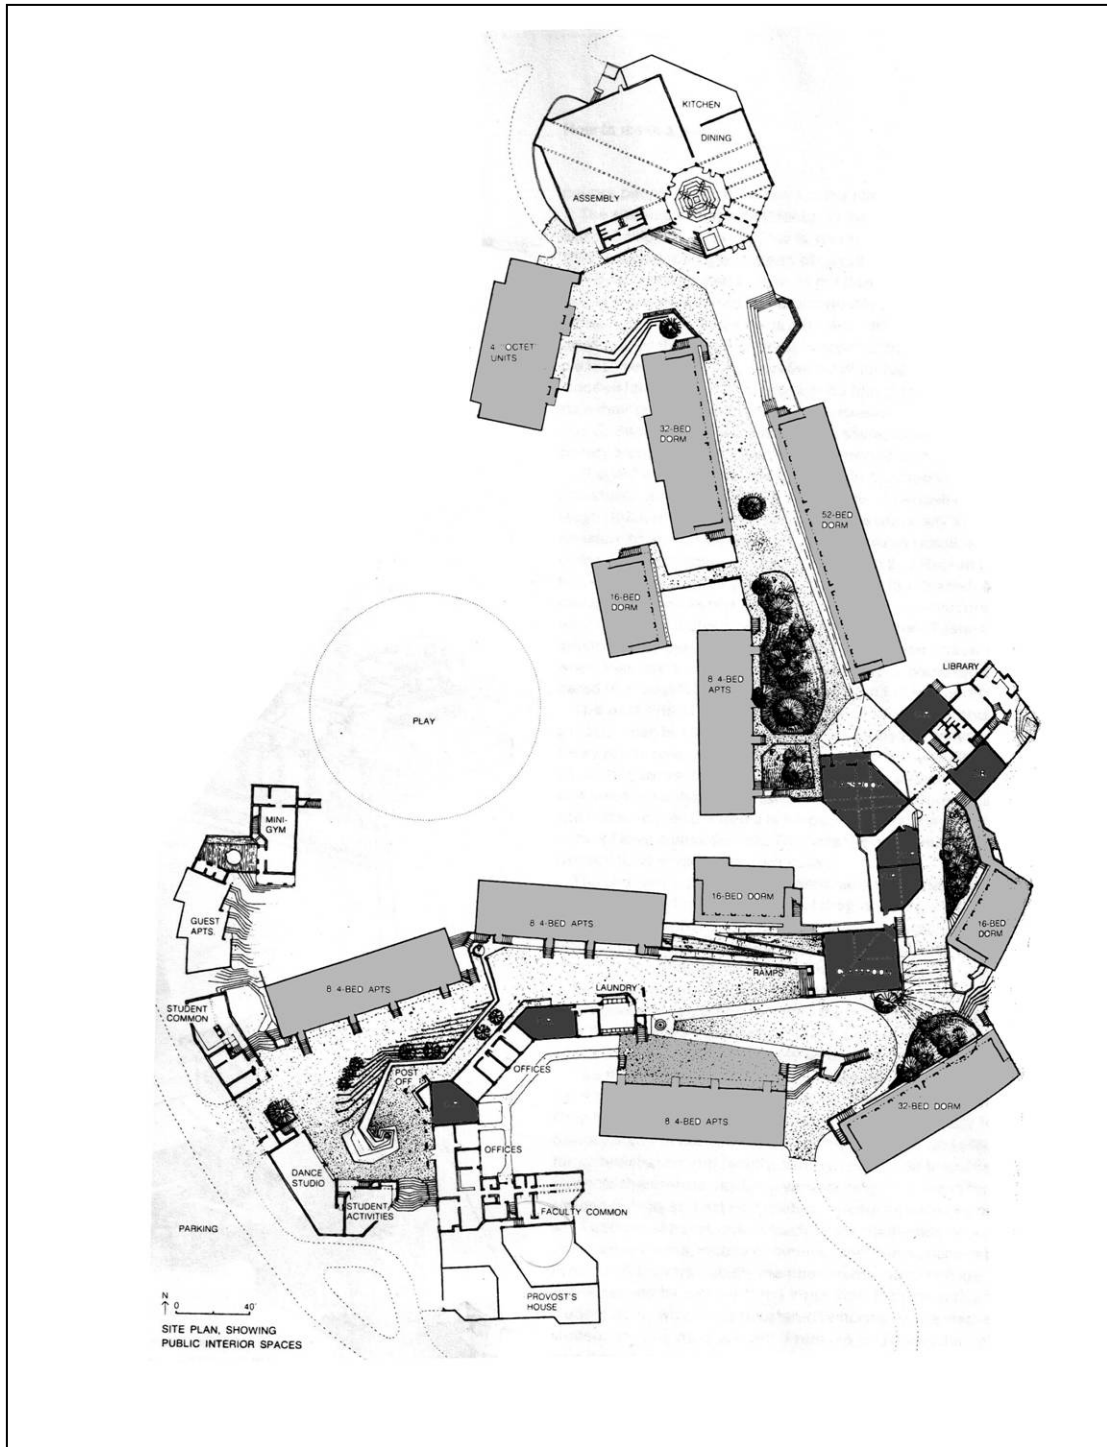 KITCHEN
DINING
ASSEMBLY
4 "OCTET"
UNITS
32-BED
DORM
52-BED
DORM
16-BED
DORM
8 4-BED
APTS
LIBRARY
PLAY
MINI-
GYM
GUEST
APTS.
16-BED DORM
8 4-BED APTS
16-BED
DORM
RAMPS
8 4-BED APTS
LAUNDRY
STUDENT
COMMON
POST
OFF
OFFICES
32-BED DORM
8 4-BED APTS
OFFICES
DANCE
STUDIO
STUDENT
ACTIVITIES
FACULTY COMMON
PARKING
PROVOST'S
HOUSE
N
0 40'
SITE PLAN, SHOWING
PUBLIC INTERIOR SPACES